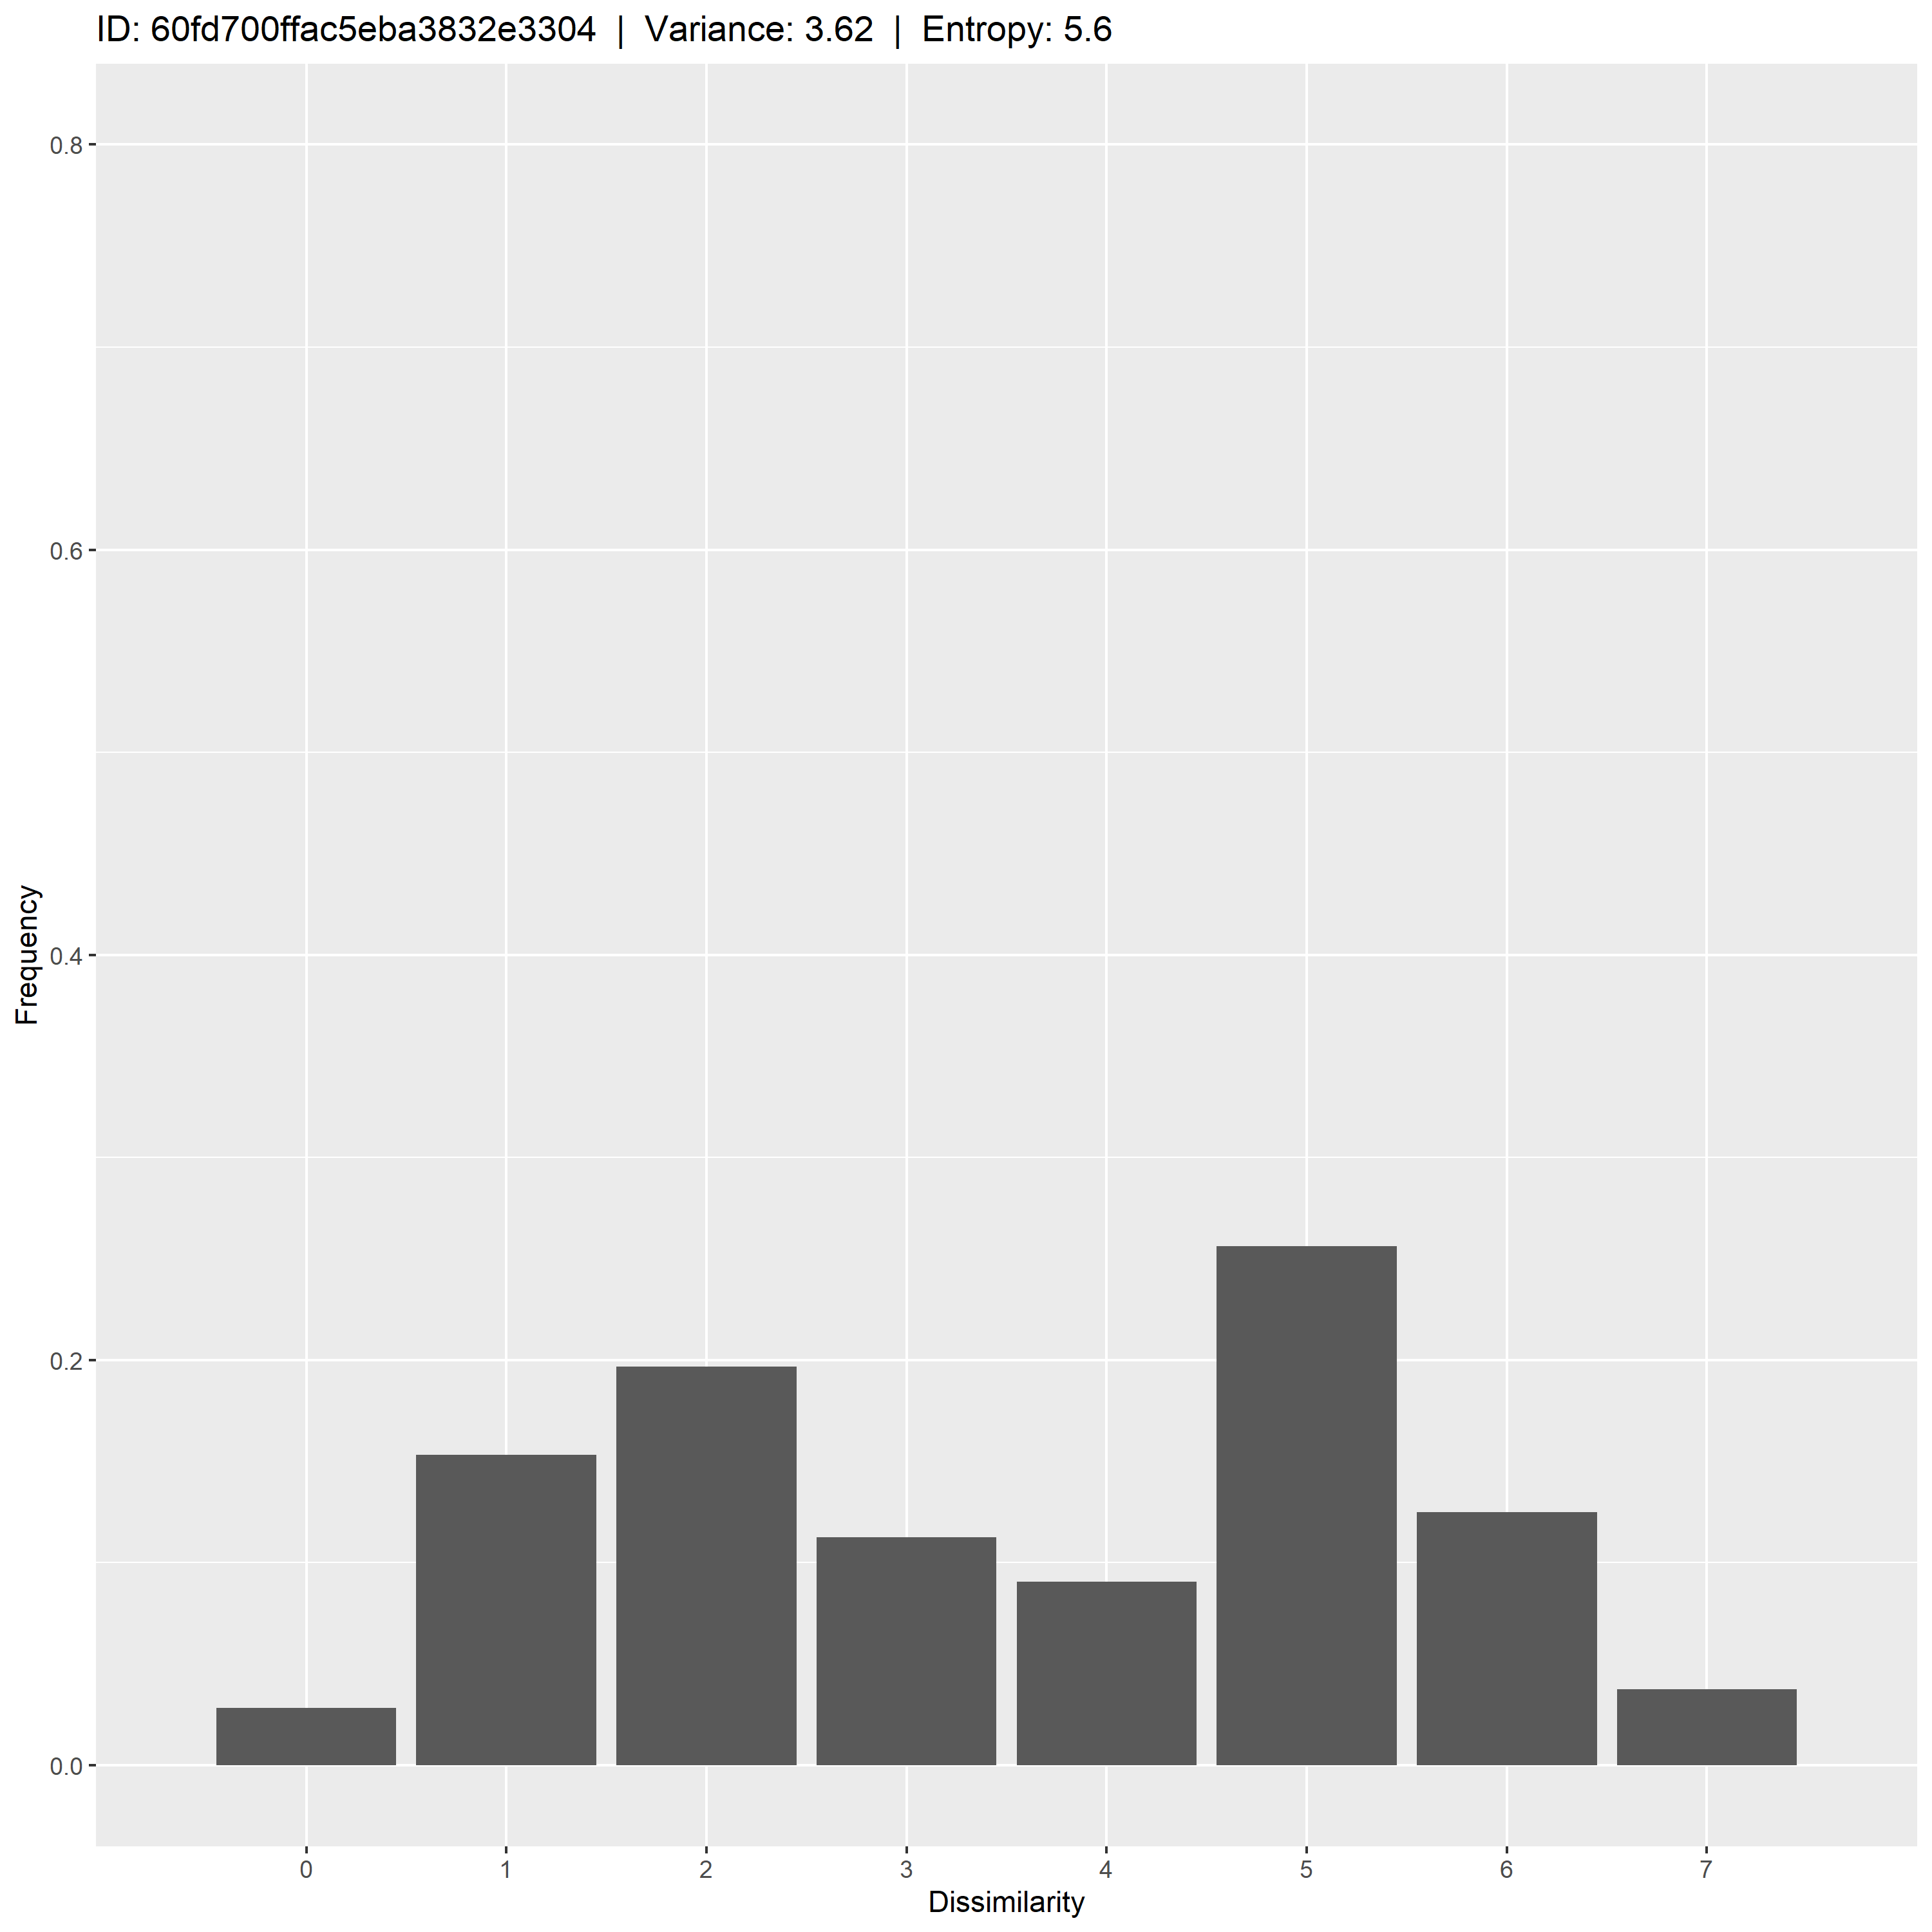 ID: 60fd700ffac5eba3832e3304 | Variance: 3.62 | Entropy: 5.6
Frequency
0.8
0.6
0.4
0.2
0.0
0 1 2 3 4 5 6 7
Dissimilarity